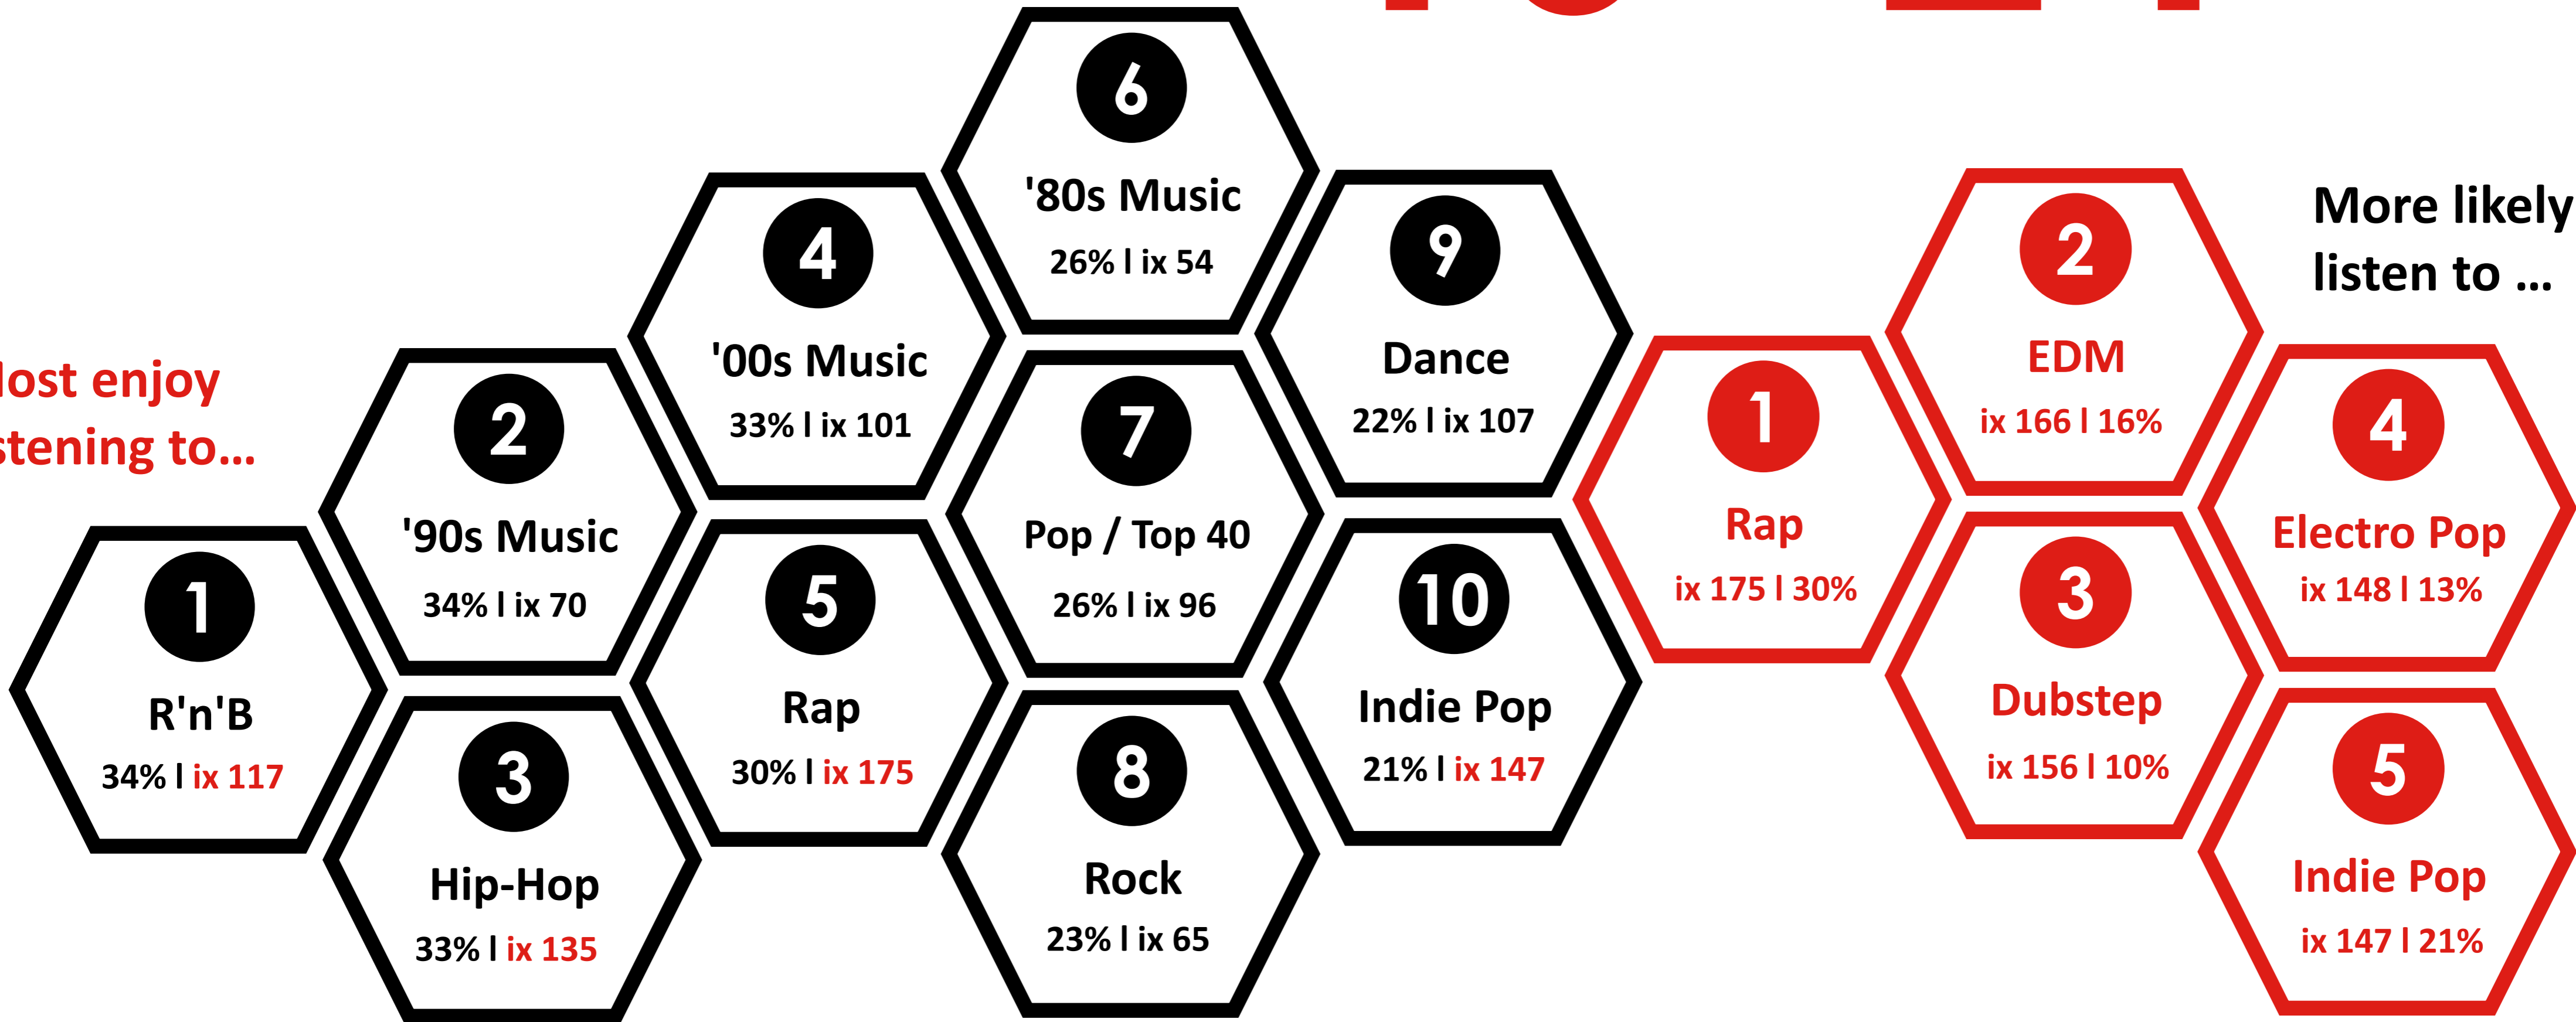 enjoy
to...
1
R'n'B
34% l ix 117
2
'90s Music
34% l ix 70
3
Hip-Hop
33% l ix 135
4
'00s Music
33% l ix 101
5
Rap
30% l ix 175
6
'80s Music
26% l ix 54
7
Pop / Top 40
26% l ix 96
8
Rock
23% l ix 65
9
Dance
22% l ix 107
10
Indie Pop
21% l ix 147
More likely
listen to ...
1
Rap
ix 175 l 30%
2
EDM
ix 166 l 16%
3
Dubstep
ix 156 l 10%
4
Electro Pop
ix 148 l 13%
5
Indie Pop
ix 147 l 21%